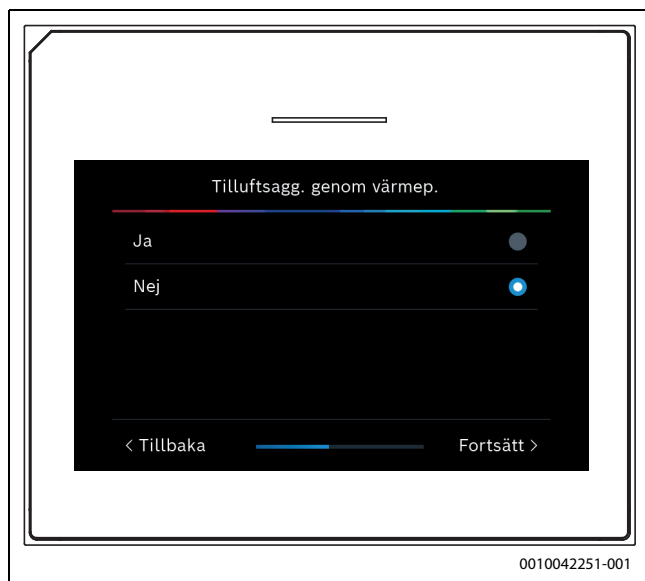 Tilluftsagg. genom värmep.
Ja
Nej
< Tillbaka
Fortsätt >
0010042251-001